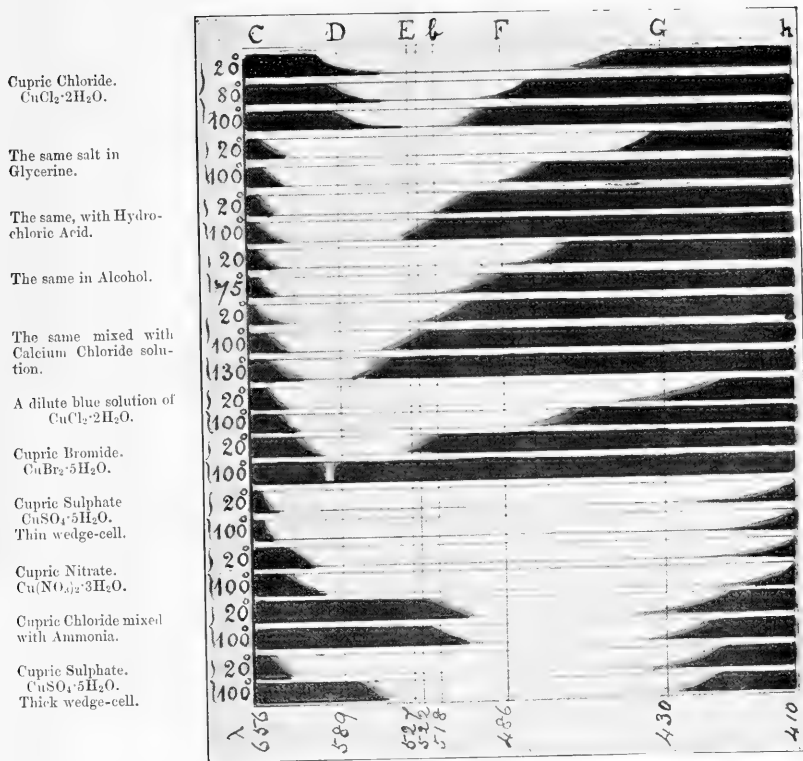 C D E b F G h
Cupric Chloride.
CuCl₂·2H₂O.
20°
80°
100°
The same salt in
Glycerine.
20°
100°
The same, with Hydro-
chloric Acid.
20°
100°
The same in Alcohol.
20°
75°
The same mixed with
Calcium Chloride solu-
tion.
20°
100°
130°
A dilute blue solution of
CuCl₂·2H₂O.
20°
100°
Cupric Bromide.
CuBr₂·5H₂O.
20°
100°
Cupric Sulphate
CuSO₄·5H₂O.
Thin wedge-cell.
20°
100°
Cupric Nitrate.
Cu(NO₃)₂·3H₂O.
20°
100°
Cupric Chloride mixed
with Ammonia.
20°
100°
Cupric Sulphate.
CuSO₄·5H₂O.
Thick wedge-cell.
20°
100°
λ 656 589 527 522 518 486 430 410